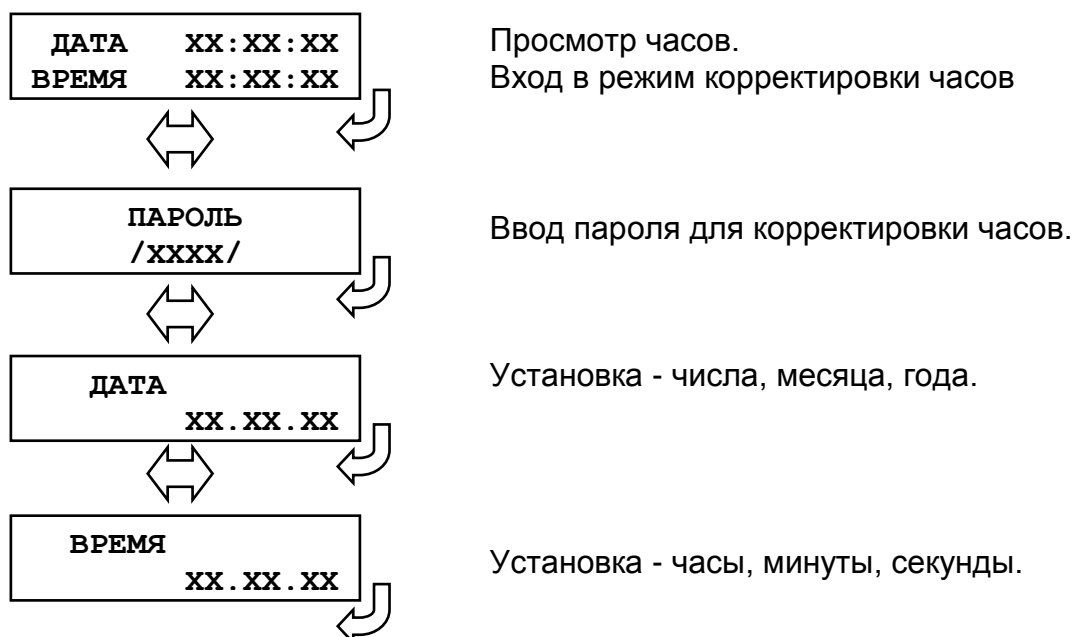 ДАТА XX:XX:XX
ВРЕМЯ XX:XX:XX
Просмотр часов.
Вход в режим корректировки часов
ПАРОЛЬ
/XXXX/
Ввод пароля для корректировки часов.
ДАТА
XX.XX.XX
Установка - числа, месяца, года.
ВРЕМЯ
XX.XX.XX
Установка - часы, минуты, секунды.